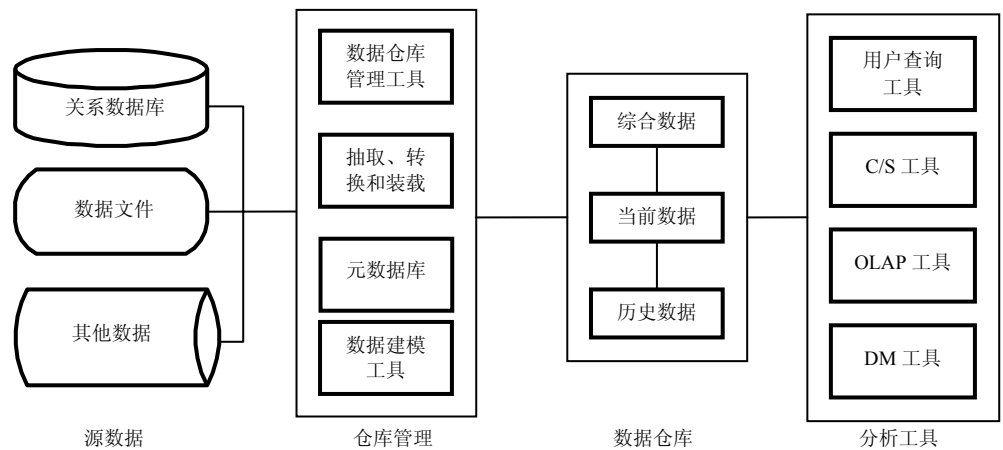 关系数据库
数据文件
其他数据
源数据
数据仓库
管理工具
抽取、转
换和装载
元数据库
数据建模
工具
仓库管理
综合数据
当前数据
历史数据
数据仓库
用户查询
工具
C/S 工具
OLAP 工具
DM 工具
分析工具